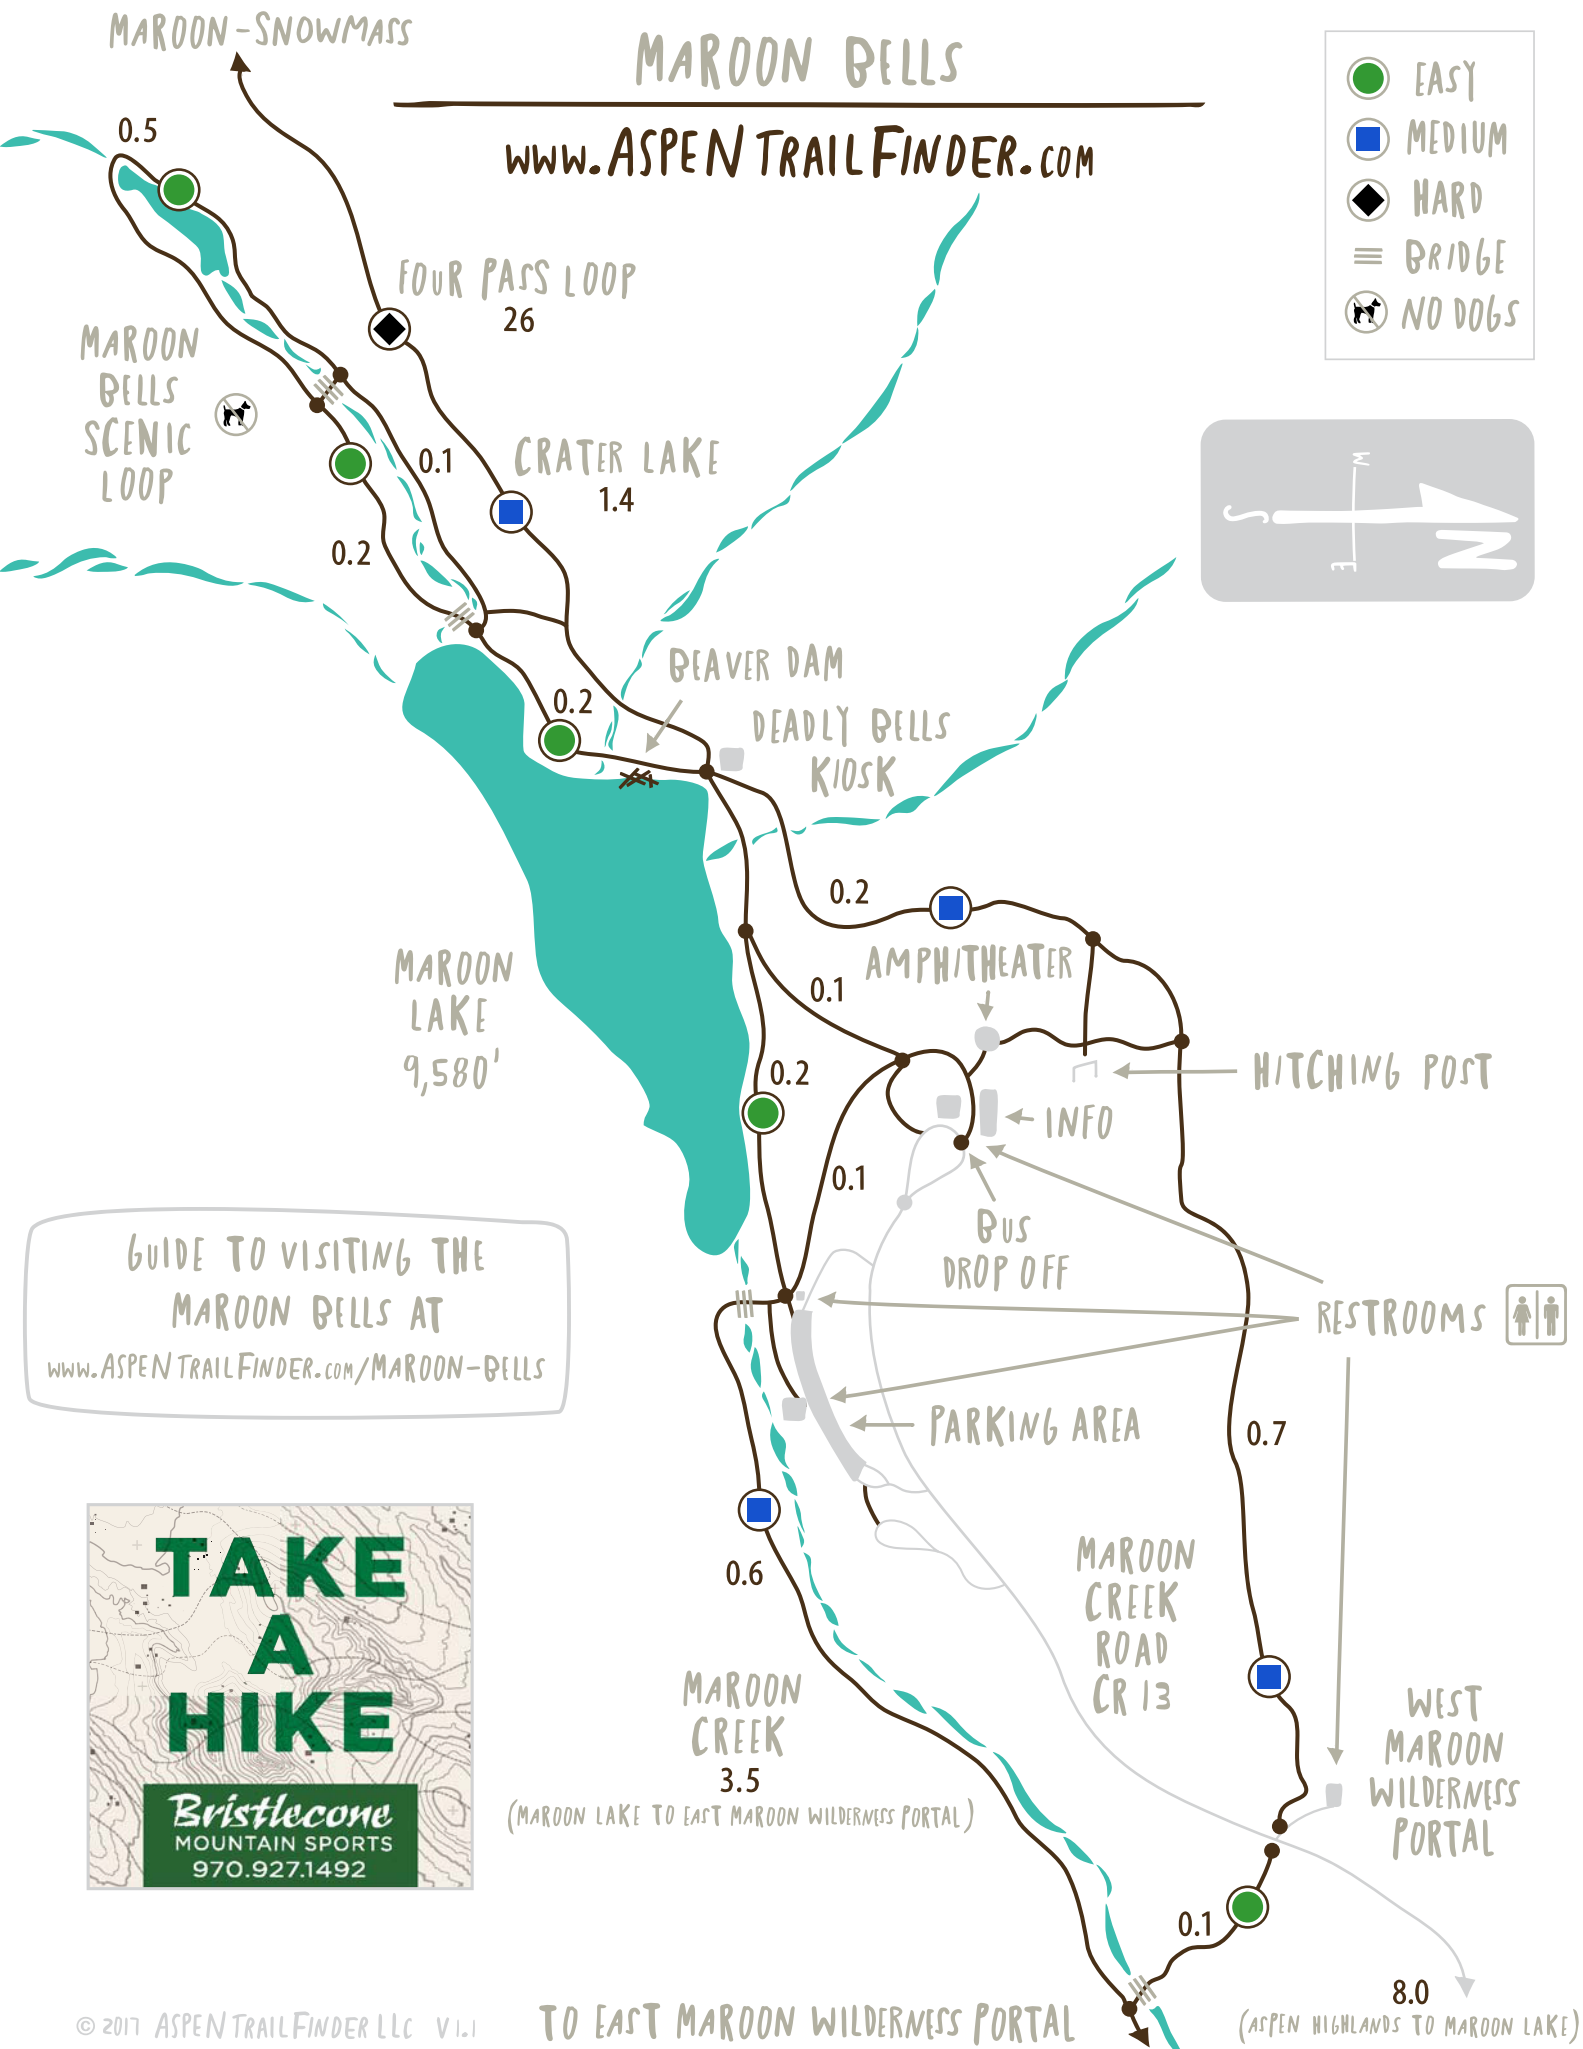 MAROON-SNOWMASS
MAROON BELLS
www.ASPENTRAILFINDER.COM
EASY
MEDIUM
HARD
BRIDGE
NO DOGS
0.5
FOUR PASS LOOP
26
MAROON
BELLS
SCENIC
LOOP
0.1
CRATER LAKE
1.4
W
S
N
E
0.2
BEAVER DAM
0.2
DEADLY BELLS
KIOSK
0.2
AMPHITHEATER
MAROON
LAKE
9,580'
0.1
0.2
HITCHING POST
INFO
0.1
BUS
DROP OFF
RESTROOMS
GUIDE TO VISITING THE
MAROON BELLS AT
www.ASPENTRAILFINDER.COM/MAROON-BELLS
PARKING AREA
0.7
TAKE
A
HIKE
Bristlecone
MOUNTAIN SPORTS
970.927.1492
0.6
MAROON
CREEK
ROAD
CR 13
MAROON
CREEK
3.5
(MAROON LAKE TO EAST MAROON WILDERNESS PORTAL)
WEST
MAROON
WILDERNESS
PORTAL
0.1
8.0
(ASPEN HIGHLANDS TO MAROON LAKE)
© 2017 ASPENTRAILFINDER LLC V 1.1
TO EAST MAROON WILDERNESS PORTAL